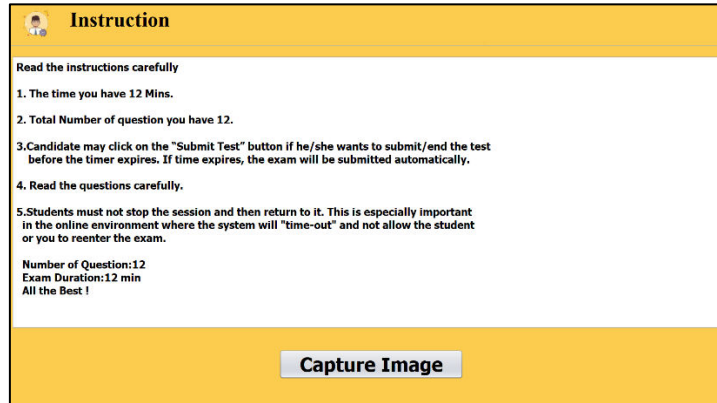 Instruction
Read the instructions carefully
1. The time you have 12 Mins.
2. Total Number of question you have 12.
3.Candidate may click on the “Submit Test” button if he/she wants to submit/end the test
before the timer expires. If time expires, the exam will be submitted automatically.
4. Read the questions carefully.
5.Students must not stop the session and then return to it. This is especially important
in the online environment where the system will "time-out" and not allow the student
or you to reenter the exam.
Number of Question:12
Exam Duration:12 min
All the Best !
Capture Image